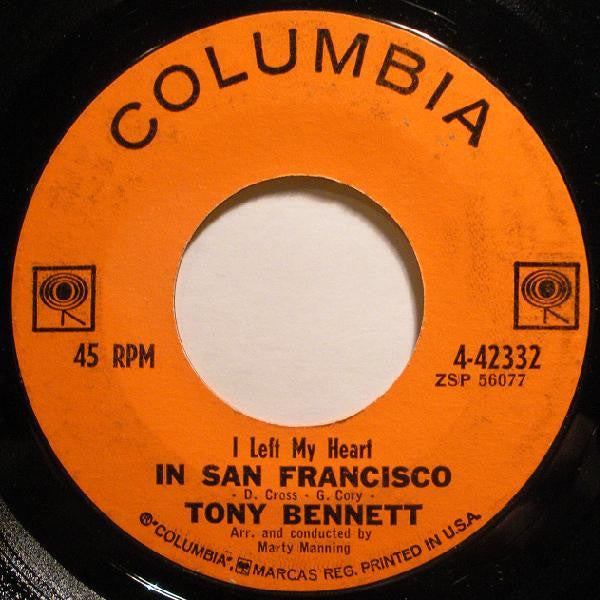 COLUMBIA
45 RPM
4-42332
ZSP 56077
I Left My Heart
IN SAN FRANCISCO
- D. Cross - G. Cory -
TONY BENNETT
Arr. and conducted by
Marty Manning
® "COLUMBIA", MARCAS REG. PRINTED IN U.S.A.